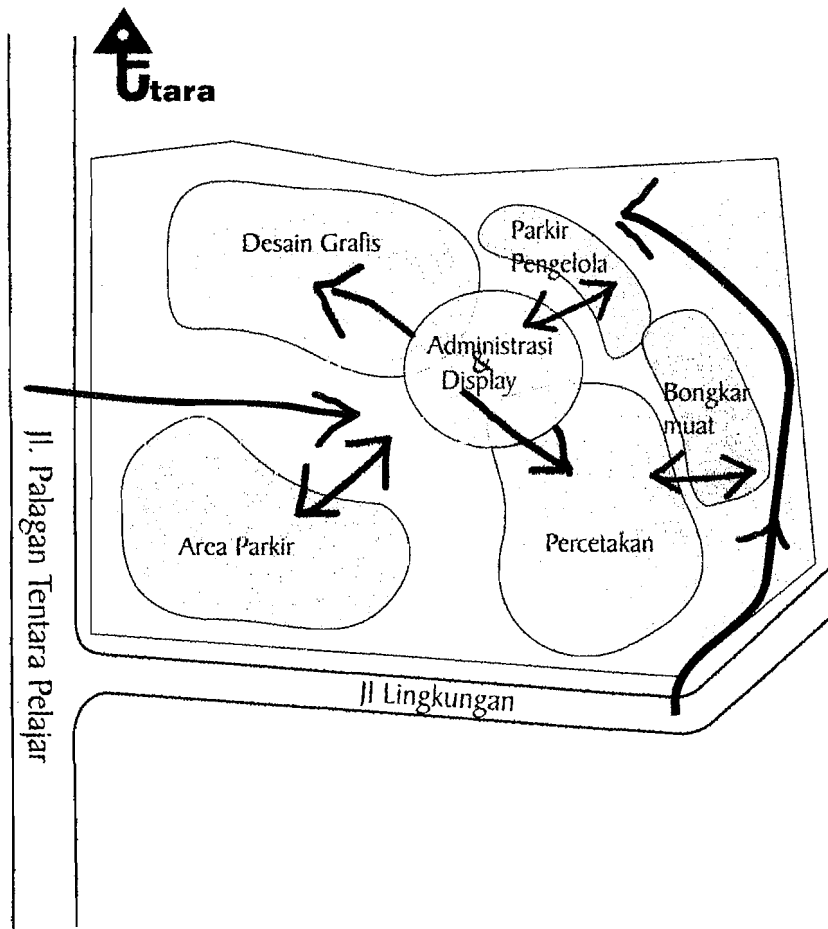 Utara
Desain Grafis
Parkir
Pengelola
Administrasi
&
Display
Bongkar
muat
Area Parkir
Percetakan
Jl. Palagan Tentara Pelajar
Jl Lingkungan